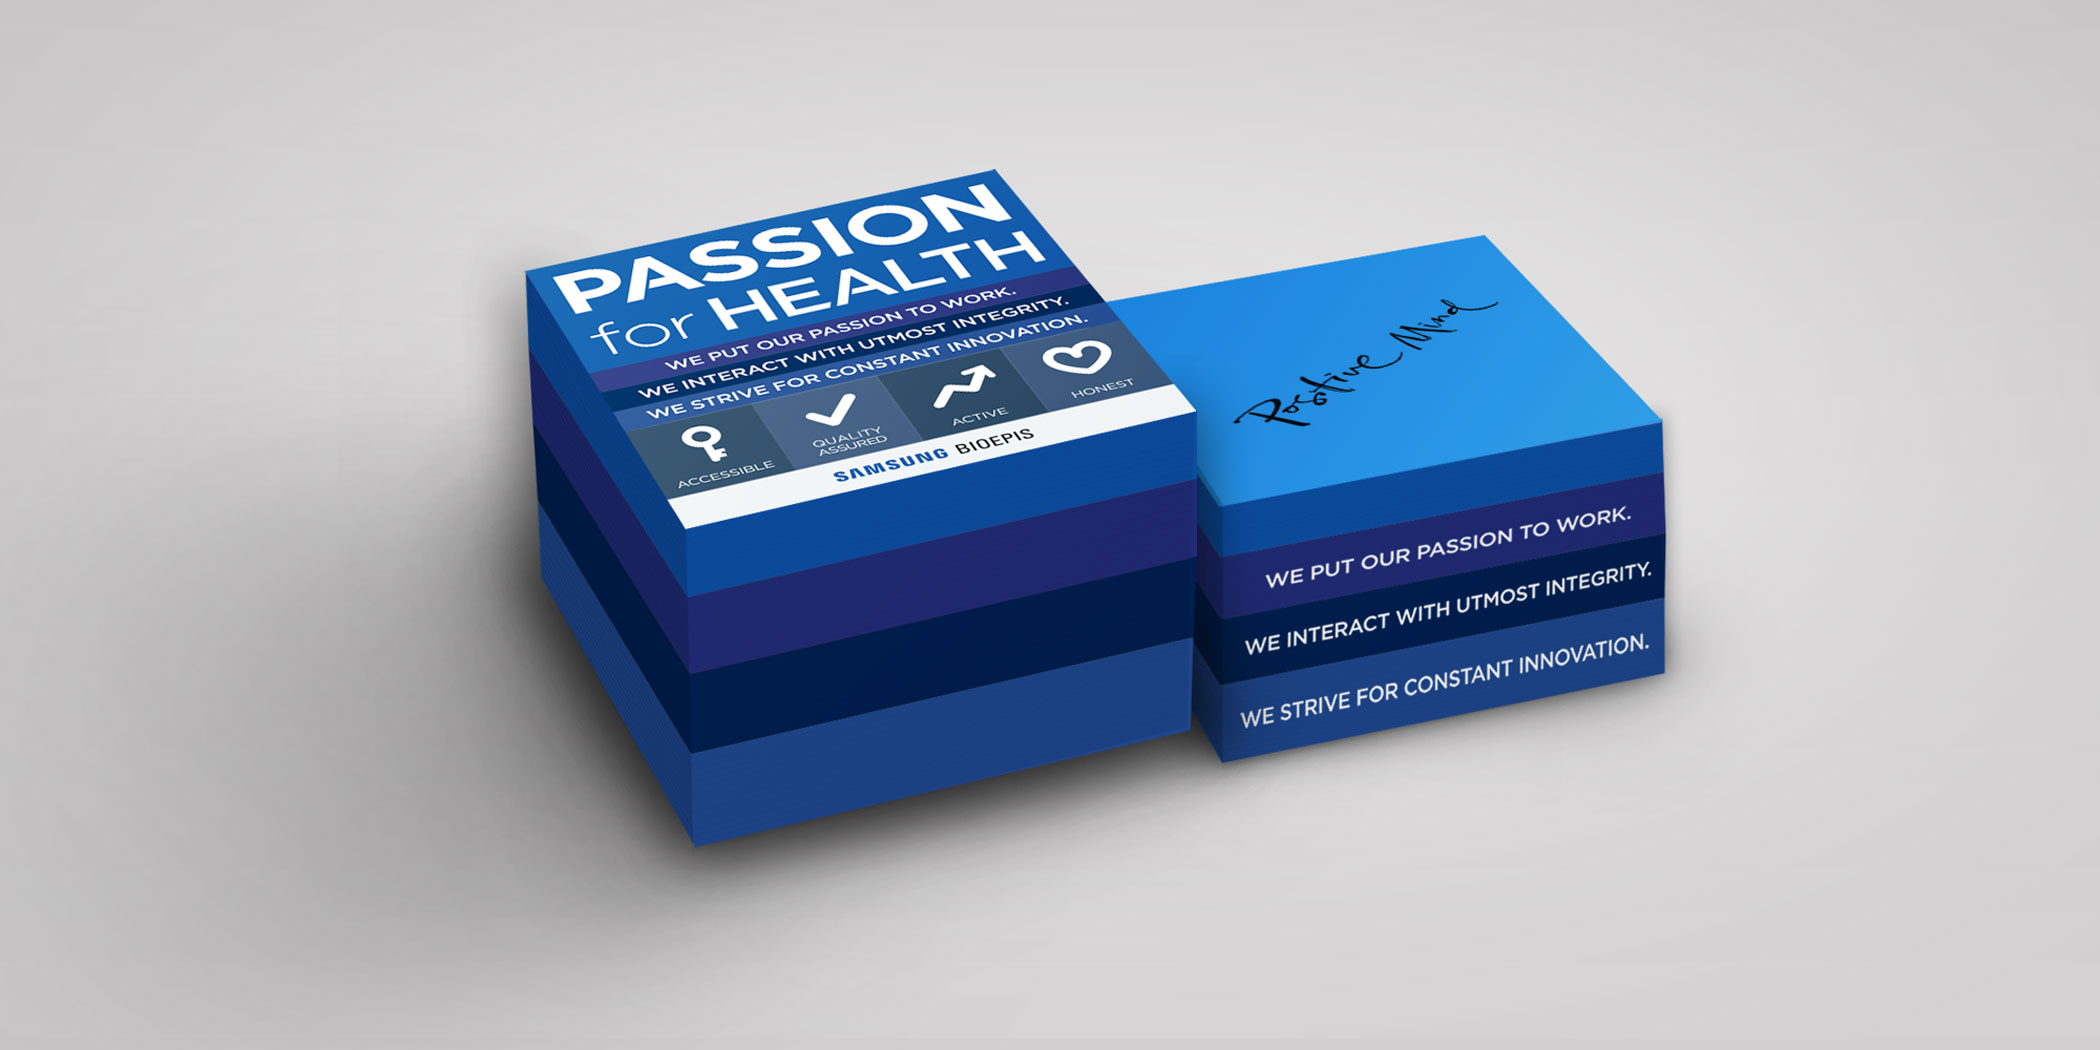 PASSION
for HEALTH
WE PUT OUR PASSION TO WORK.
WE INTERACT WITH UTMOST INTEGRITY.
WE STRIVE FOR CONSTANT INNOVATION.
ACCESSIBLE
QUALITY
ASSURED
ACTIVE
HONEST
SAMSUNG BIOEPIS
Positive Mind
WE PUT OUR PASSION TO WORK.
WE INTERACT WITH UTMOST INTEGRITY.
WE STRIVE FOR CONSTANT INNOVATION.